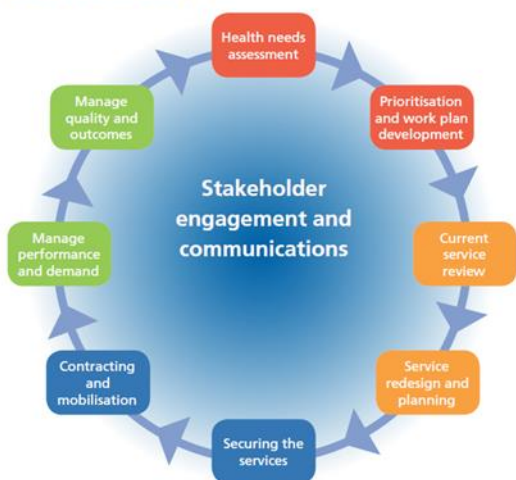 Health needs
assessment
Prioritisation
and work plan
development
Current
service
review
Service
redesign and
planning
Securing the
services
Contracting
and
mobilisation
Manage
performance
and demand
Manage
quality and
outcomes
Stakeholder
engagement and
communications